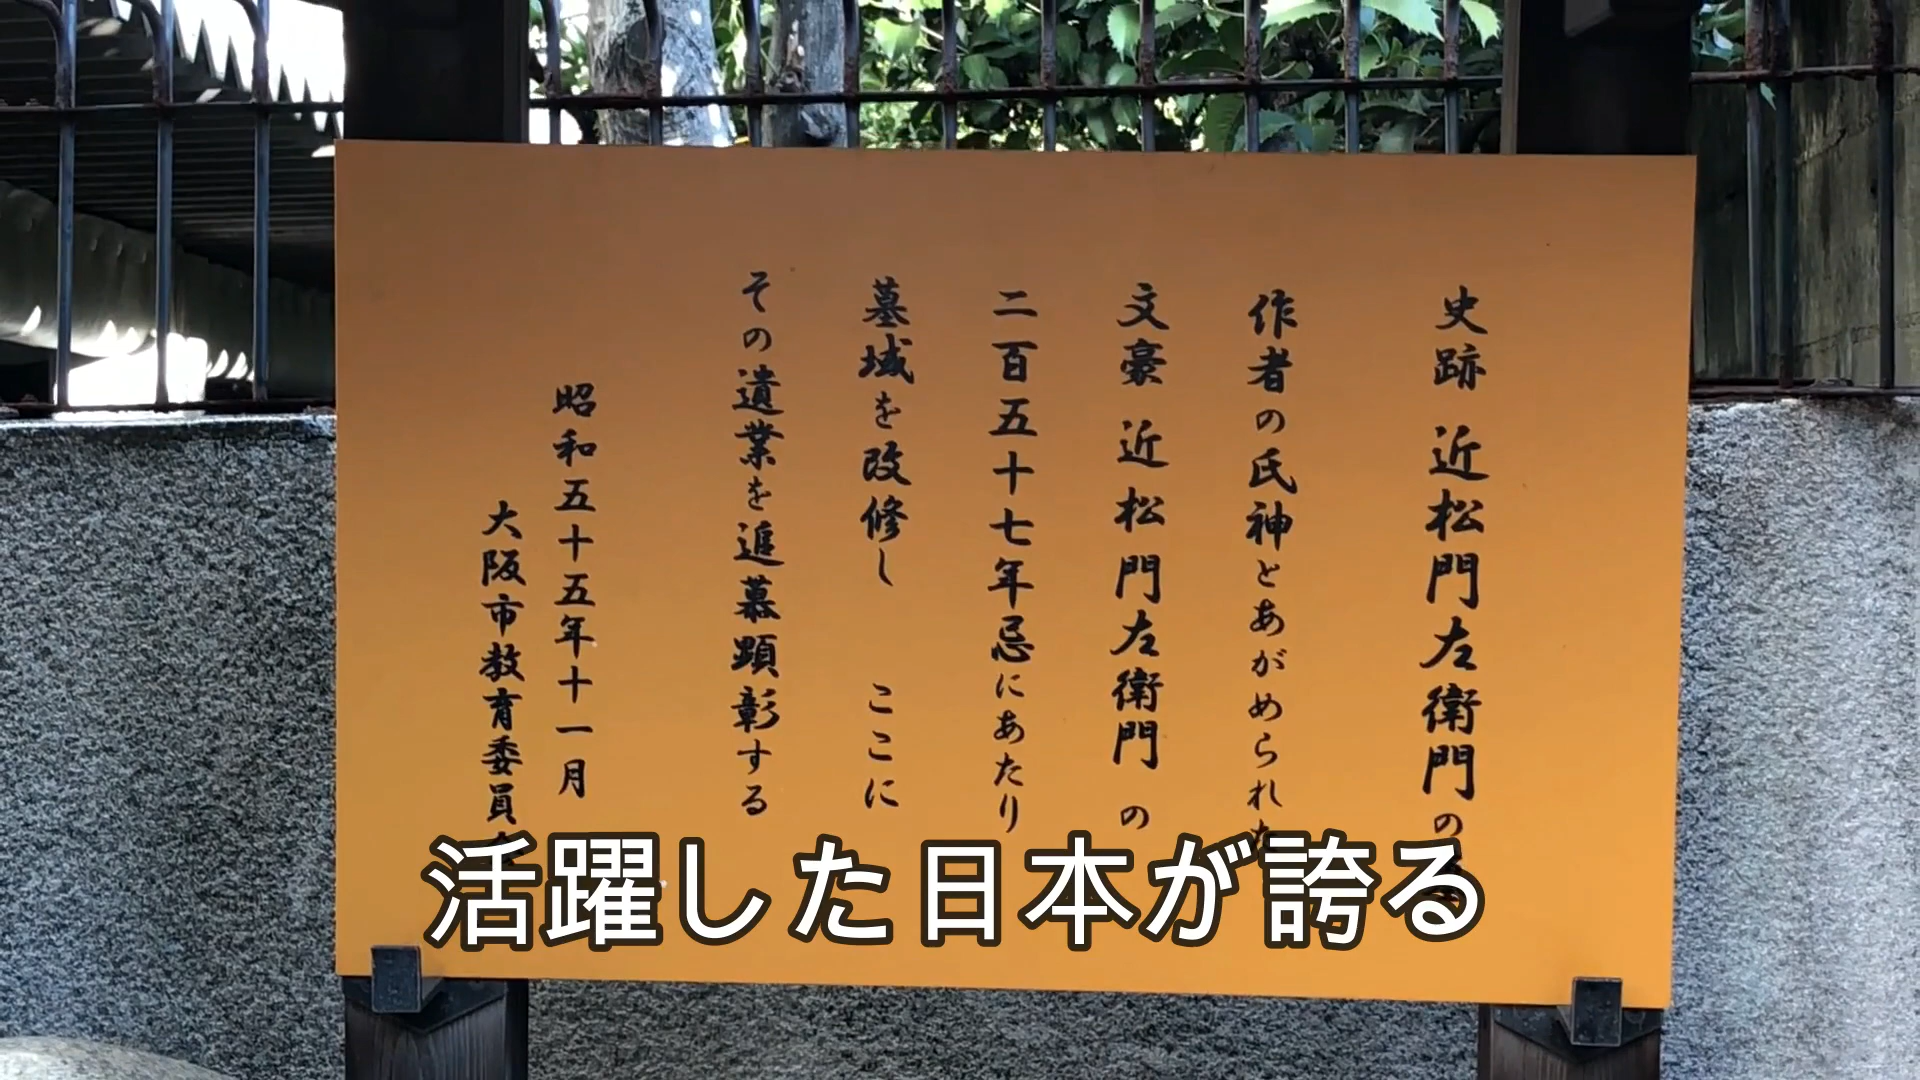 史跡 近松門左衛門の
作者の氏神とあがめられた
文豪 近松門左衛門の
二百五十七年忌にあたり
墓域を改修し ここに
その遺業を追慕顕彰する
昭和五十五年十一月
大阪市教育委員
活躍した日本が誇る